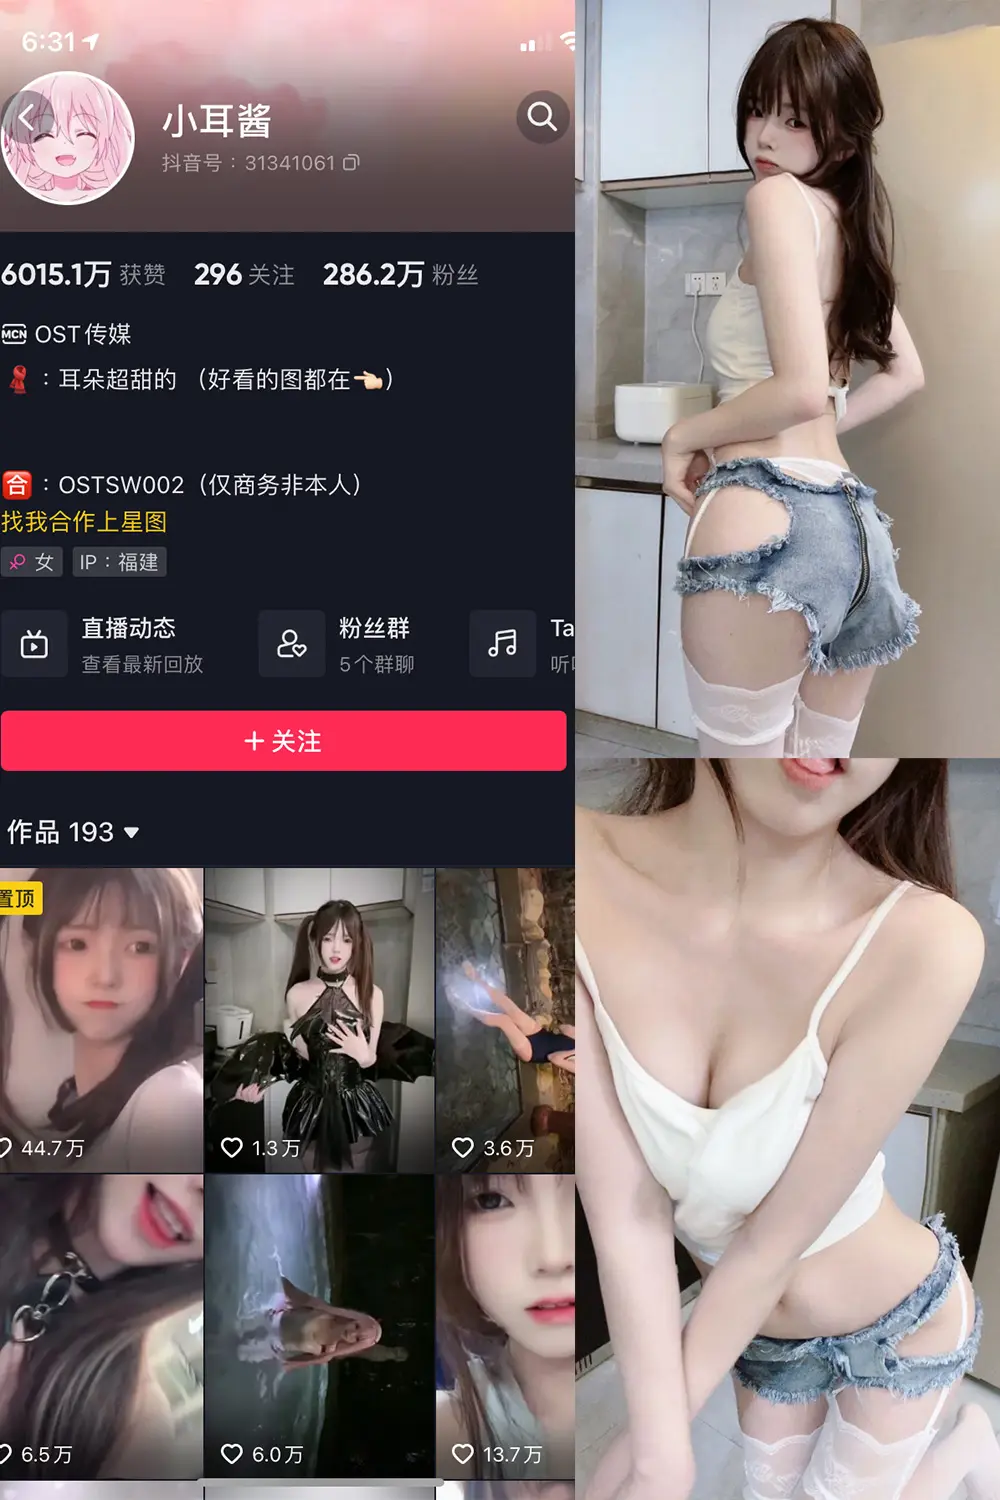 6:31
小耳酱
抖音号：31341061
6015.1万 获赞 296 关注 286.2万 粉丝
MCN OST传媒
：耳朵超甜的 （好看的图都在👈🏻）
合：OSTSW002（仅商务非本人）
找我合作上星图
女 IP：福建
直播动态 粉丝群 Ta
查看最新回放 5个群聊 听
+ 关注
作品 193
置顶
44.7万 1.3万 3.6万
6.5万 6.0万 13.7万